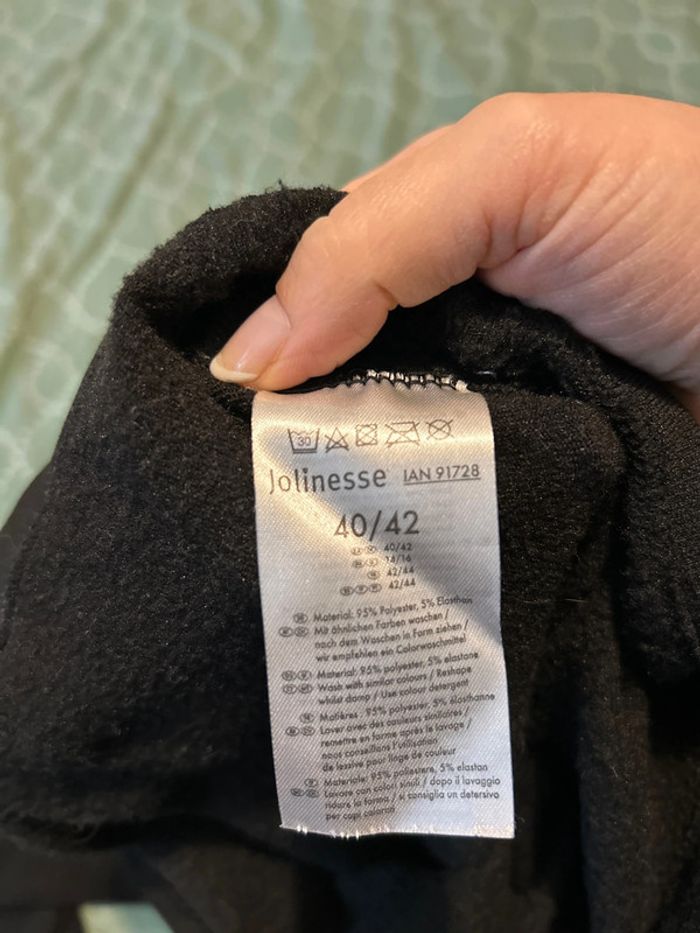 30
Jolinesse IAN 91728
40/42
40/42
14/16
42/44
42/44
Material: 95% Polyester, 5% Elasthan
Mit ähnlichen Farben waschen /
nach dem Waschen in Form ziehen /
wir empfehlen ein Colorwaschmittel
Material: 95% polyester, 5% elastane
Wash with similar colours / Reshape
whilst damp / Use colour detergent
Matières: 95% polyester, 5% élasthanne
Laver avec des couleurs similaires /
remettre en forme après le lavage /
nous conseillons l'utilisation
de lessive pour linge de couleur
Materiale: 95% poliestere, 5% elastan
Lavare con colori simili / dopo il lavaggio
ridare la forma / si consiglia un detersivo
per capi colorati